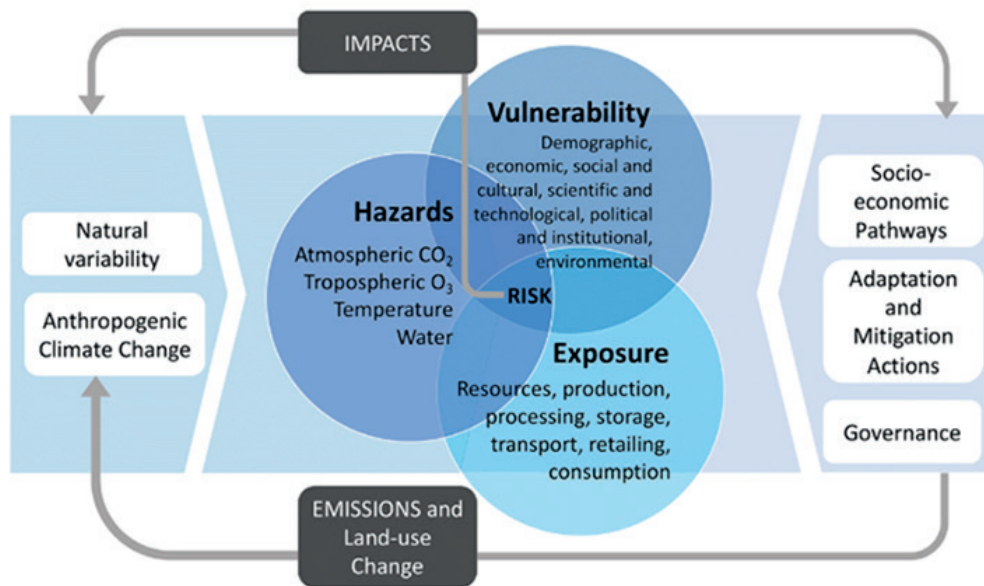 IMPACTS
Natural
variability
Anthropogenic
Climate Change
Hazards
Atmospheric CO₂
Tropospheric O₃
Temperature
Water
Vulnerability
Demographic,
economic, social and
cultural, scientific and
technological, political
and institutional,
environmental
RISK
Exposure
Resources, production,
processing, storage,
transport, retailing,
consumption
Socio-
economic
Pathways
Adaptation
and
Mitigation
Actions
Governance
EMISSIONS and
Land-use
Change